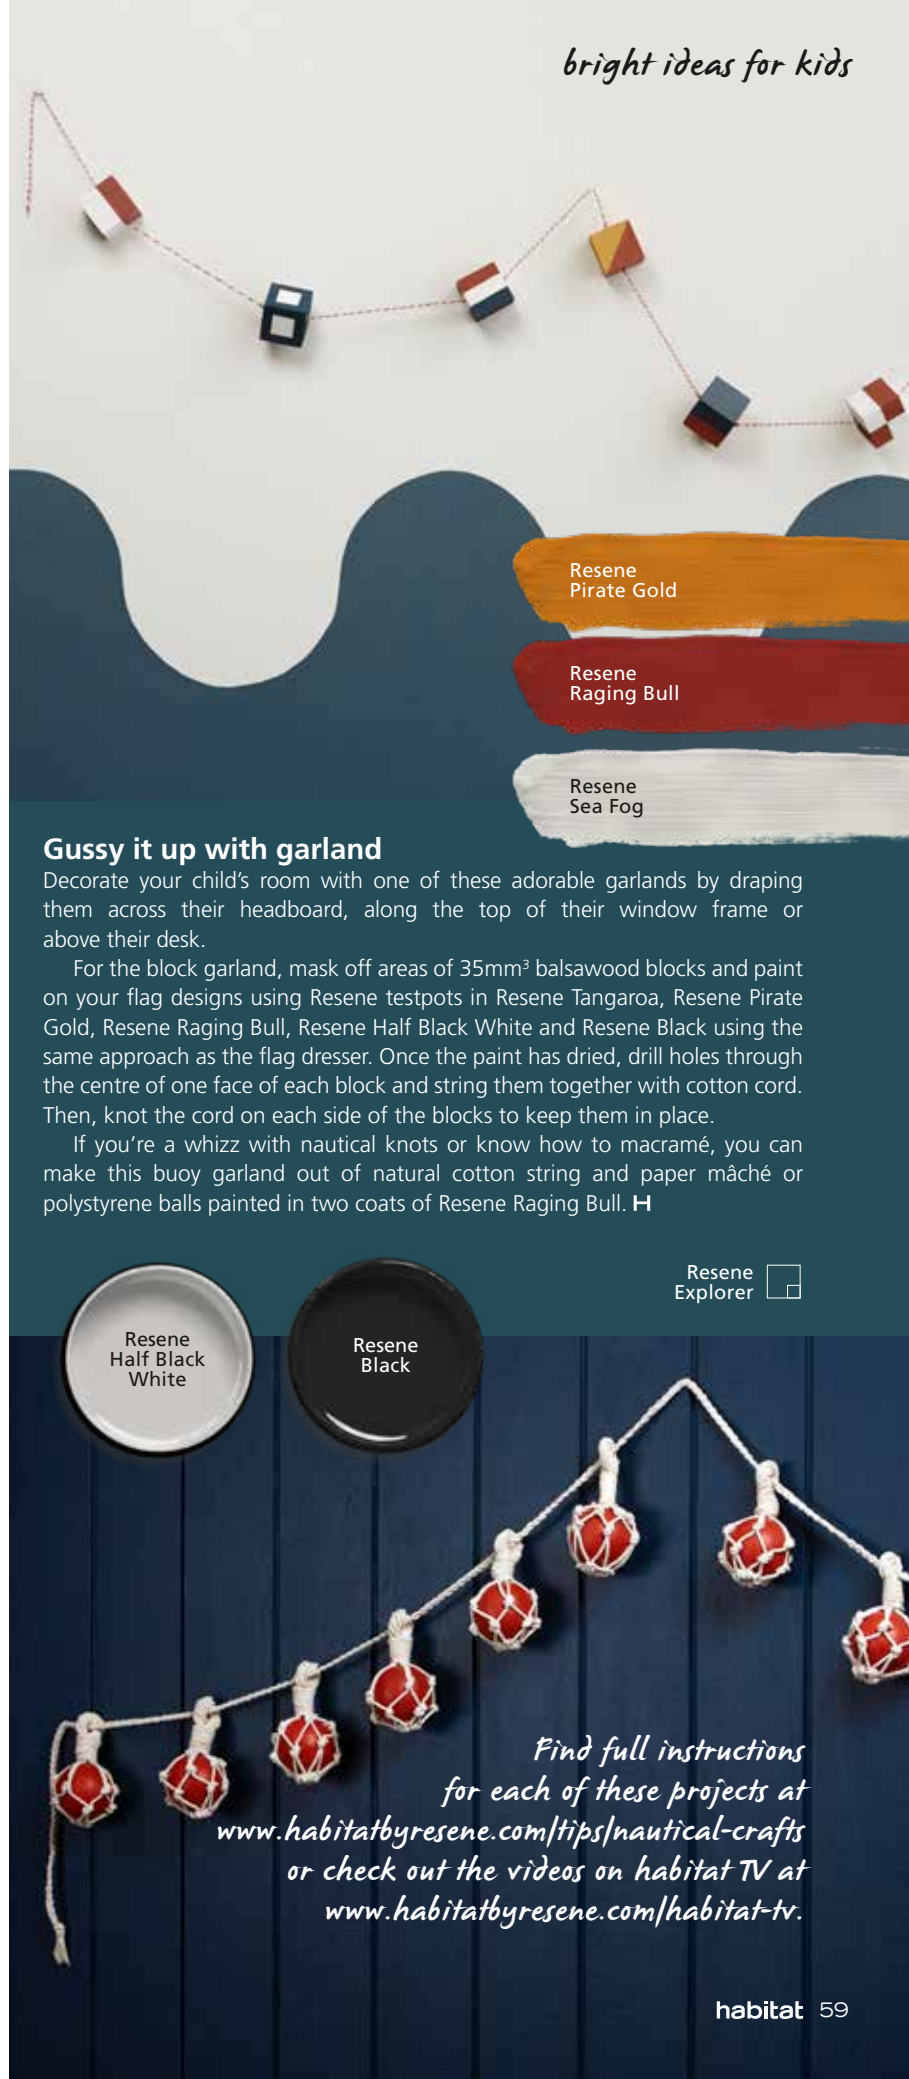 bright ideas for kids
Resene
Pirate Gold
Resene
Raging Bull
Resene
Sea Fog
Gussy it up with garland
Decorate your child’s room with one of these adorable garlands by draping
them across their headboard, along the top of their window frame or
above their desk.
For the block garland, mask off areas of 35mm³ balsawood blocks and paint
on your flag designs using Resene testpots in Resene Tangaroa, Resene Pirate
Gold, Resene Raging Bull, Resene Half Black White and Resene Black using the
same approach as the flag dresser. Once the paint has dried, drill holes through
the centre of one face of each block and string them together with cotton cord.
Then, knot the cord on each side of the blocks to keep them in place.
If you’re a whizz with nautical knots or know how to macramé, you can
make this buoy garland out of natural cotton string and paper mâché or
polystyrene balls painted in two coats of Resene Raging Bull. H
Resene
Explorer
Resene
Half Black
White
Resene
Black
Find full instructions
for each of these projects at
www.habitatbyresene.com/tips/nautical-crafts
or check out the videos on habitat TV at
www.habitatbyresene.com/habitat-tv.
habitat 59